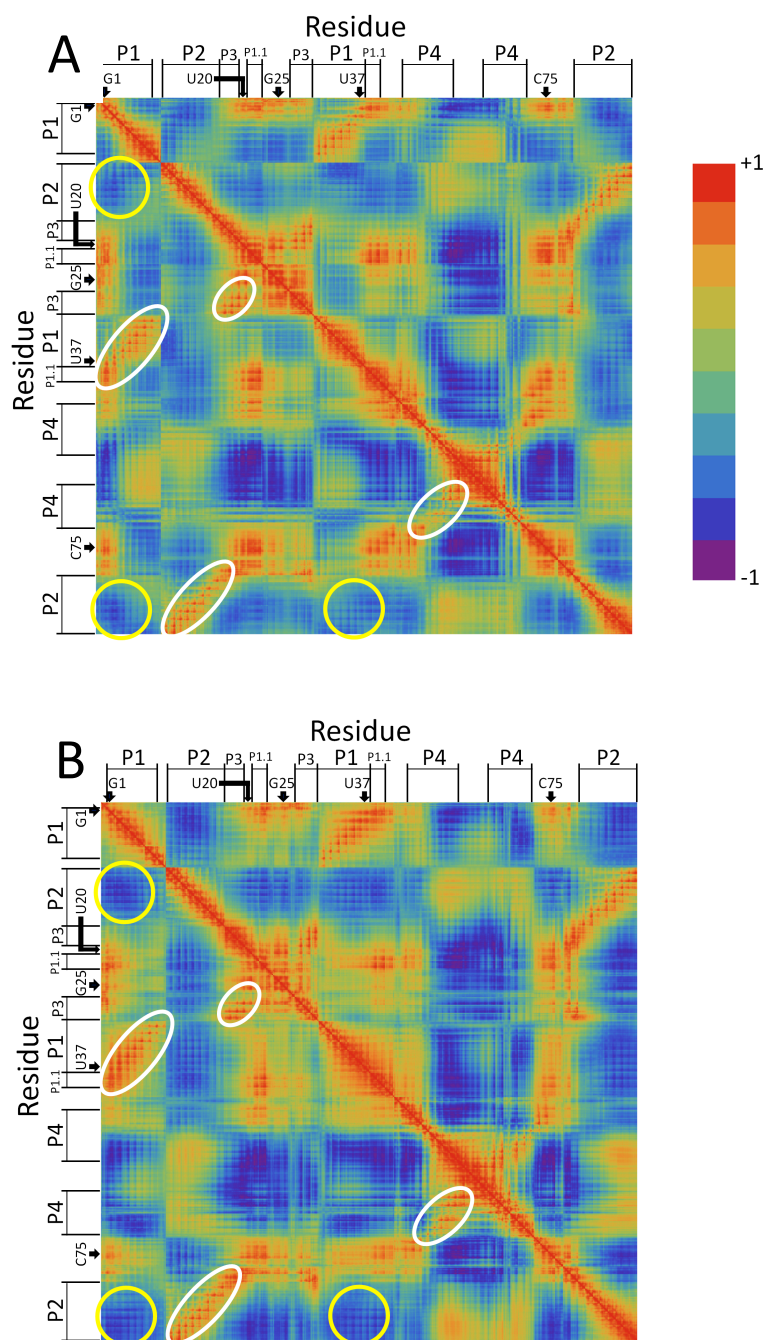 A
Residue
P1 P2 P3 P1.1 P3 P1 P1.1 P4 P4 P2
G1 U20 G25 U37 C75
Residue
P1 G1
P2 U20
P3
P1.1
G25
P3
P1 U37
P1.1
P4
P4
C75
P2
+1
-1
B
Residue
P1 P2 P3 P1.1 P3 P1 P1.1 P4 P4 P2
G1 U20 G25 U37 C75
Residue
P1 G1
P2 U20
P3
P1.1
G25
P3
P1 U37
P1.1
P4
P4
C75
P2